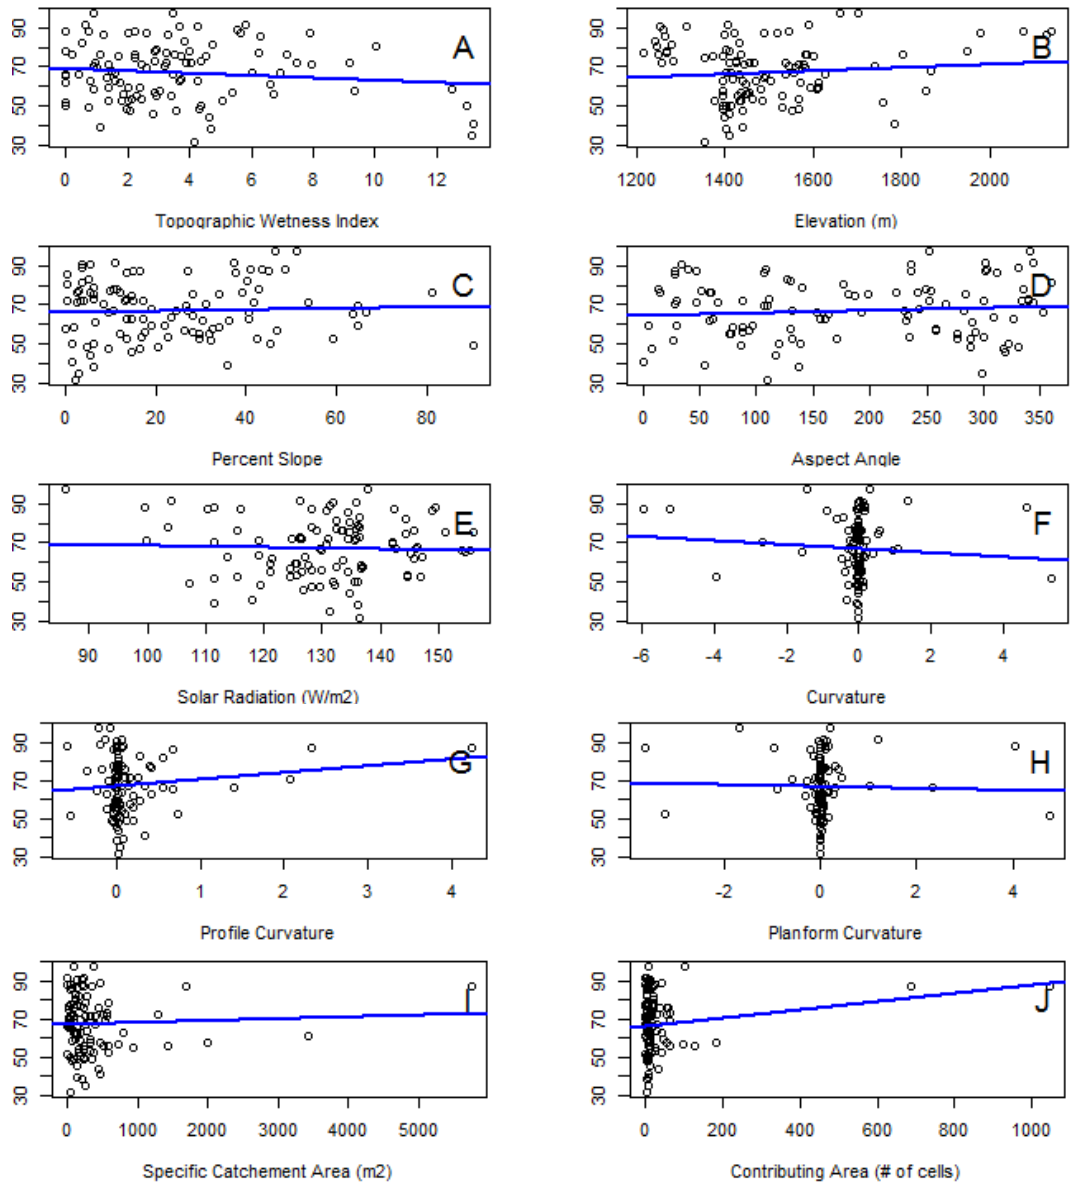 30 50 70 90
A
0 2 4 6 8 10 12
Topographic Wetness Index
30 50 70 90
B
1200 1400 1600 1800 2000
Elevation (m)
30 50 70 90
C
0 20 40 60 80
Percent Slope
30 50 70 90
D
0 50 100 150 200 250 300 350
Aspect Angle
30 50 70 90
E
90 100 110 120 130 140 150
Solar Radiation (W/m2)
30 50 70 90
F
-6 -4 -2 0 2 4
Curvature
30 50 70 90
G
0 1 2 3 4
Profile Curvature
30 50 70 90
H
-2 0 2 4
Planform Curvature
30 50 70 90
I
0 1000 2000 3000 4000 5000
Specific Catchement Area (m2)
30 50 70 90
J
0 200 400 600 800 1000
Contributing Area (# of cells)